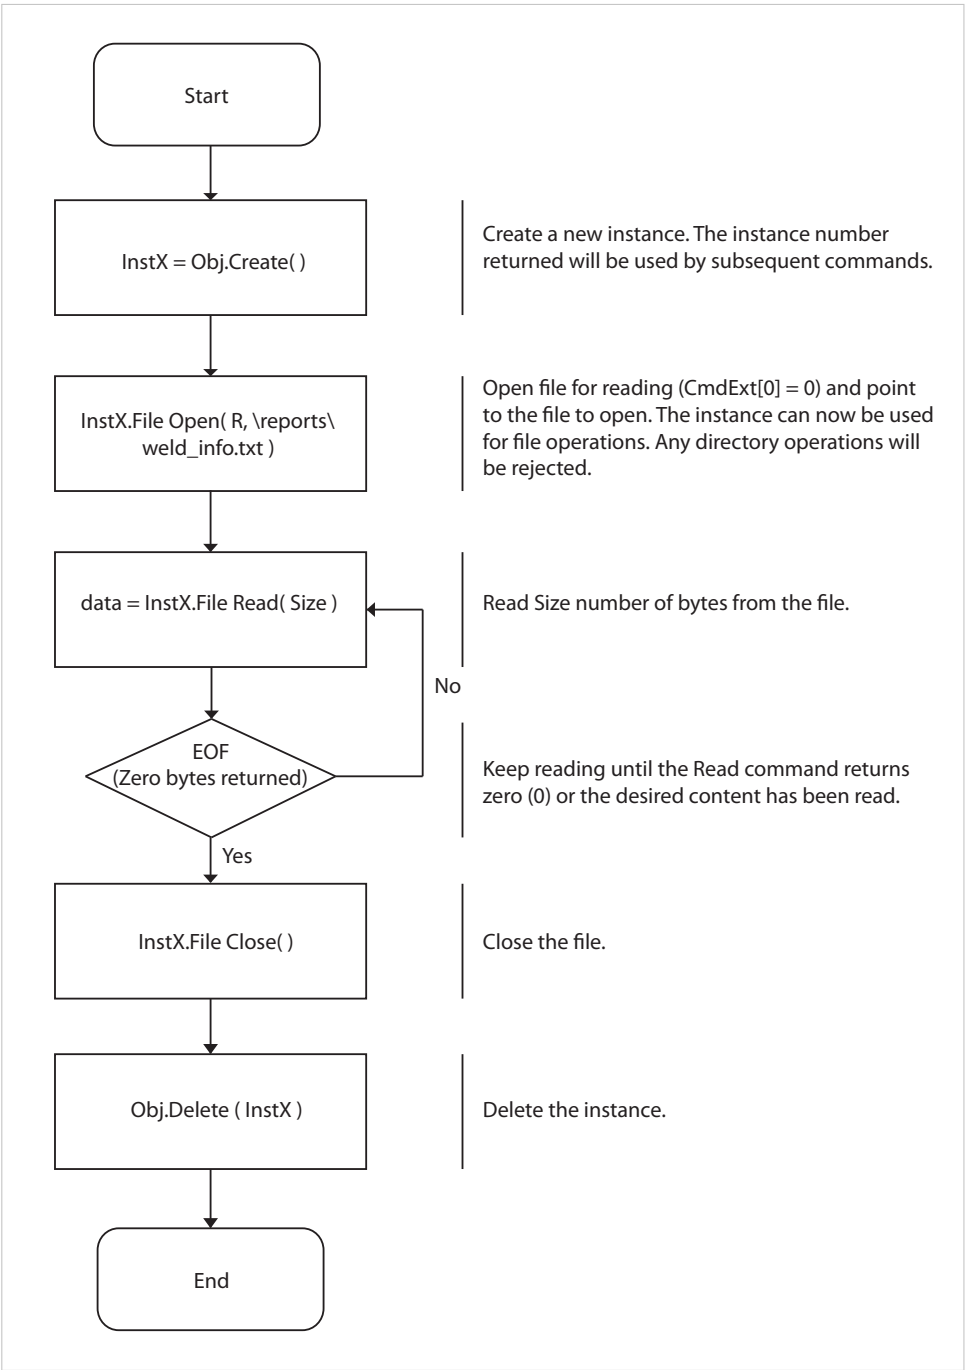 Start
InstX = Obj.Create( )
Create a new instance. The instance number
returned will be used by subsequent commands.
InstX.File Open( R, \reports\
weld_info.txt )
Open file for reading (CmdExt[0] = 0) and point
to the file to open. The instance can now be used
for file operations. Any directory operations will
be rejected.
data = InstX.File Read( Size )
Read Size number of bytes from the file.
No
EOF
(Zero bytes returned)
Keep reading until the Read command returns
zero (0) or the desired content has been read.
Yes
InstX.File Close( )
Close the file.
Obj.Delete ( InstX )
Delete the instance.
End